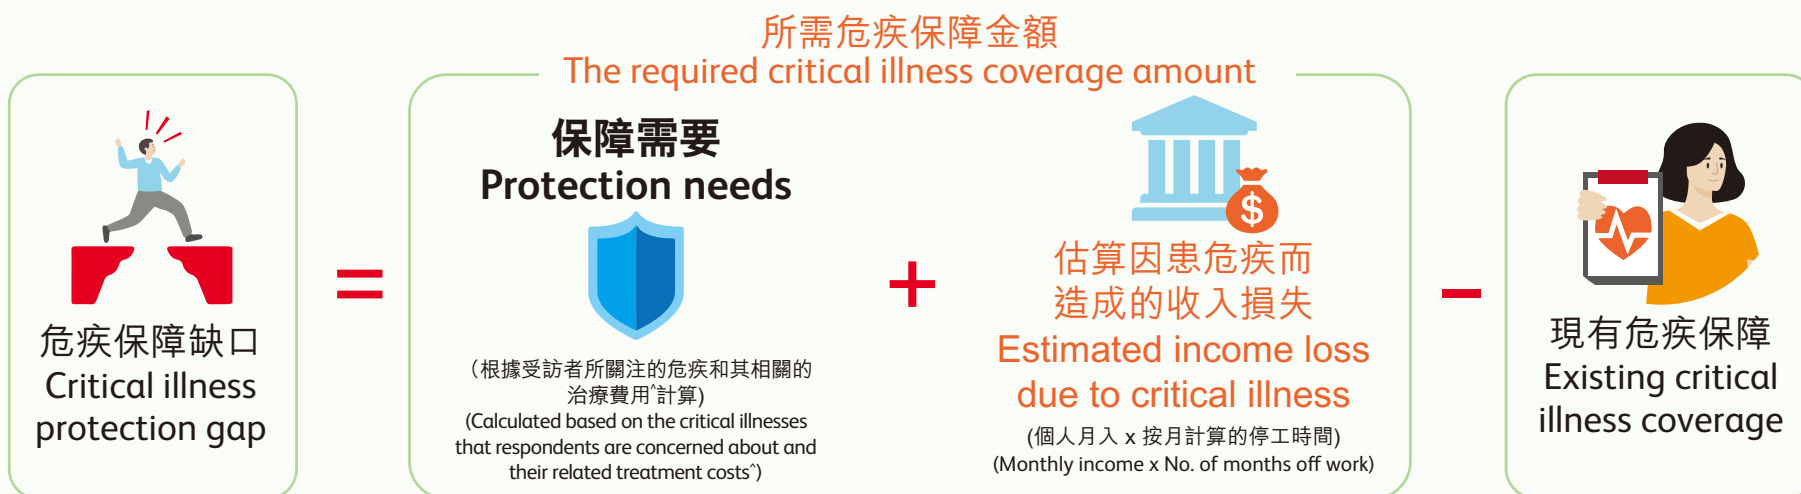 所需危疾保障金額
The required critical illness coverage amount
危疾保障缺口
Critical illness
protection gap
=
保障需要
Protection needs
（根據受訪者所關注的危疾和其相關的
治療費用^計算)
(Calculated based on the critical illnesses
that respondents are concerned about and
their related treatment costs^)
+
$
估算因患危疾而
造成的收入損失
Estimated income loss
due to critical illness
(個人月入 x 按月計算的停工時間)
(Monthly income x No. of months off work)
–
現有危疾保障
Existing critical
illness coverage